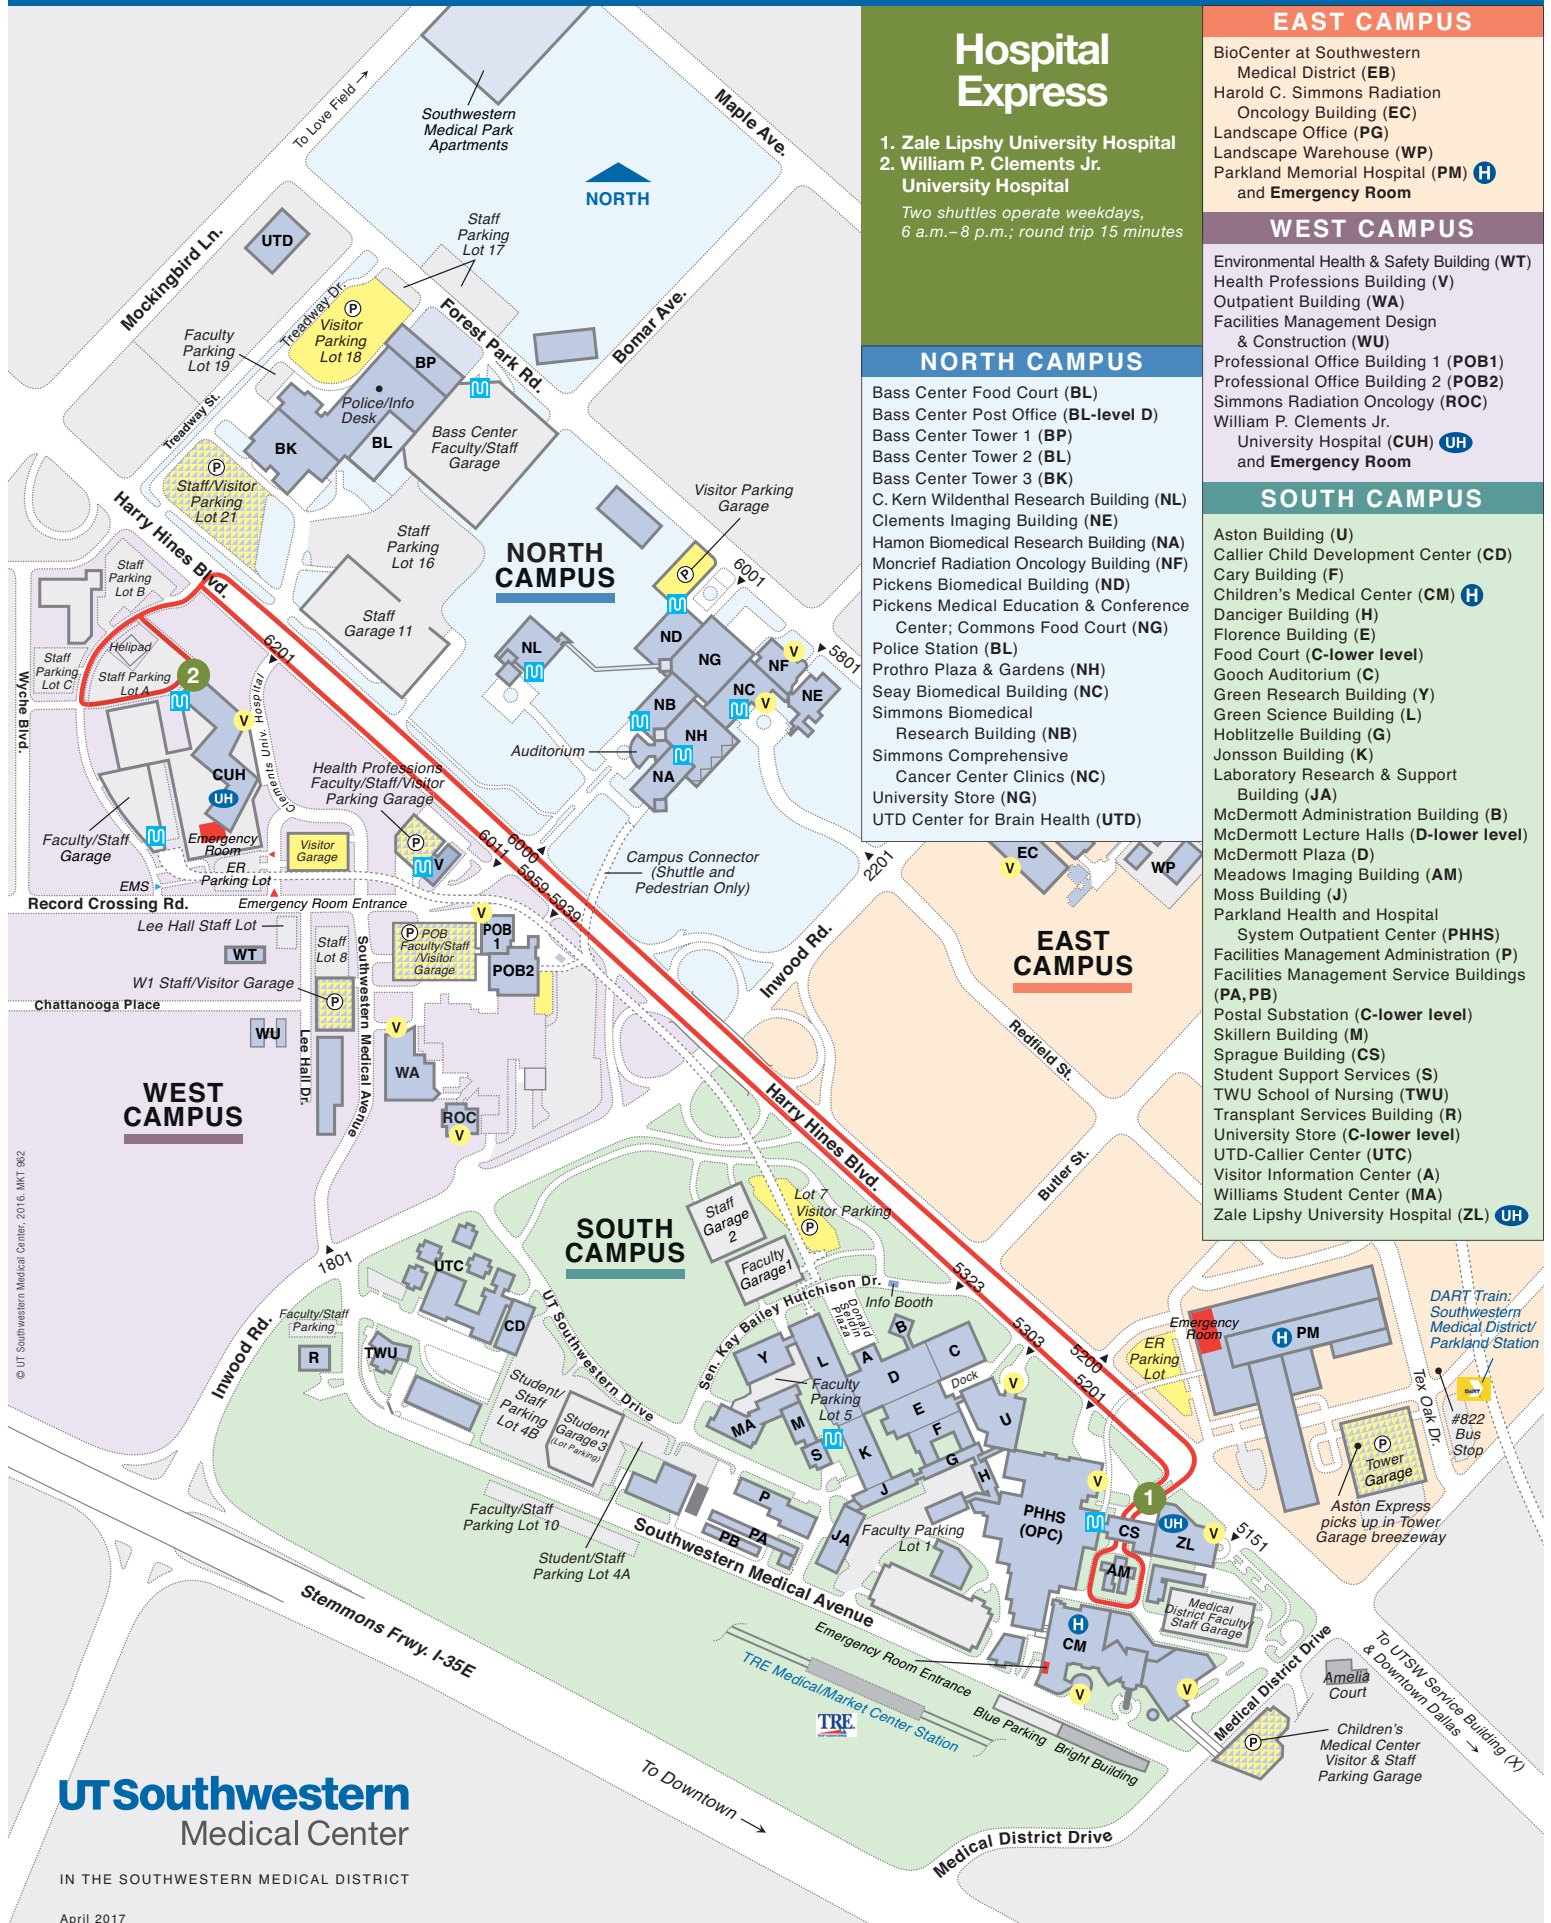 Hospital
Express
1. Zale Lipshy University Hospital
2. William P. Clements Jr.
University Hospital
Two shuttles operate weekdays,
6 a.m.–8 p.m.; round trip 15 minutes
NORTH CAMPUS
Bass Center Food Court (BL)
Bass Center Post Office (BL-level D)
Bass Center Tower 1 (BP)
Bass Center Tower 2 (BL)
Bass Center Tower 3 (BK)
C. Kern Wildenthal Research Building (NL)
Clements Imaging Building (NE)
Hamon Biomedical Research Building (NA)
Moncrief Radiation Oncology Building (NF)
Pickens Biomedical Building (ND)
Pickens Medical Education & Conference
Center; Commons Food Court (NG)
Police Station (BL)
Prothro Plaza & Gardens (NH)
Seay Biomedical Building (NC)
Simmons Biomedical
Research Building (NB)
Simmons Comprehensive
Cancer Center Clinics (NC)
University Store (NG)
UTD Center for Brain Health (UTD)
EAST CAMPUS
BioCenter at Southwestern
Medical District (EB)
Harold C. Simmons Radiation
Oncology Building (EC)
Landscape Office (PG)
Landscape Warehouse (WP)
Parkland Memorial Hospital (PM) H
and Emergency Room
WEST CAMPUS
Environmental Health & Safety Building (WT)
Health Professions Building (V)
Outpatient Building (WA)
Facilities Management Design
& Construction (WU)
Professional Office Building 1 (POB1)
Professional Office Building 2 (POB2)
Simmons Radiation Oncology (ROC)
William P. Clements Jr.
University Hospital (CUH) UH
and Emergency Room
SOUTH CAMPUS
Aston Building (U)
Callier Child Development Center (CD)
Cary Building (F)
Children's Medical Center (CM) H
Danciger Building (H)
Florence Building (E)
Food Court (C-lower level)
Gooch Auditorium (C)
Green Research Building (Y)
Green Science Building (L)
Hoblitzelle Building (G)
Jonsson Building (K)
Laboratory Research & Support
Building (JA)
McDermott Administration Building (B)
McDermott Lecture Halls (D-lower level)
McDermott Plaza (D)
Meadows Imaging Building (AM)
Moss Building (J)
Parkland Health and Hospital
System Outpatient Center (PHHS)
Facilities Management Administration (P)
Facilities Management Service Buildings
(PA, PB)
Postal Substation (C-lower level)
Skillern Building (M)
Sprague Building (CS)
Student Support Services (S)
TWU School of Nursing (TWU)
Transplant Services Building (R)
University Store (C-lower level)
UTD-Callier Center (UTC)
Visitor Information Center (A)
Williams Student Center (MA)
Zale Lipshy University Hospital (ZL) UH
To Love Field
Southwestern
Medical Park
Apartments
Maple Ave.
NORTH
UTD
Mockingbird Ln.
Staff
Parking
Lot 17
Treadway Dr.
P
Visitor
Parking
Lot 18
Forest Park Rd.
Bomar Ave.
Faculty
Parking
Lot 19
BP
Police/Info
Desk
BL
BK
Treadway St.
Bass Center
Faculty/Staff
Garage
P
Staff/Visitor
Parking
Lot 21
Harry Hines Blvd.
Staff
Parking
Lot 16
Visitor Parking
Garage
P
6001
NORTH
CAMPUS
Staff
Parking
Lot B
Staff
Garage 11
6201
Helipad
Staff
Parking
Lot C
Staff Parking
Lot A
2
Wyche Blvd.
NL
ND
NG
NF
V
5801
NE
NC
V
NB
NH
NA
Auditorium
V
CUH
UH
Clements Univ. Hospital
Health Professions
Faculty/Staff/Visitor
Parking Garage
P
V
Faculty/Staff
Garage
Emergency
Room
ER
Parking Lot
Visitor
Garage
EMS
Record Crossing Rd.
Emergency Room Entrance
6011
6000
5959
5939
Campus Connector
(Shuttle and
Pedestrian Only)
2201
EC
V
WP
Lee Hall Staff Lot
WT
Staff
Lot 8
W1 Staff/Visitor Garage
P
Southwestern Medical Avenue
P POB
Faculty/Staff
/Visitor
Garage
V
POB
1
POB2
Inwood Rd.
EAST
CAMPUS
Chattanooga Place
WU
Lee Hall Dr.
V
WA
ROC
V
Redfield St.
WEST
CAMPUS
Harry Hines Blvd.
Butler St.
© UT Southwestern Medical Center, 2016. MKT 962
1801
SOUTH
CAMPUS
Staff
Garage
2
Lot 7
Visitor Parking
P
Faculty
Garage1
UTC
CD
Sen. Kay Bailey Hutchison Dr.
Donald
Seldin
Plaza
Info Booth
5323
5303
5200
5201
Faculty/Staff
Parking
R
TWU
Inwood Rd.
UT Southwestern Drive
Student/
Staff
Parking
Lot 4B
Student
Garage 3
(Lot Parking)
Y
L
A
B
C
D
Dock
Faculty
Parking
Lot 5
MA
M
S
K
E
F
G
H
J
U
V
Emergency
Room
ER
Parking
Lot
H PM
DART Train:
Southwestern
Medical District/
Parkland Station
DART
Tex Oak Dr.
#822
Bus
Stop
P
Tower
Garage
Aston Express
picks up in Tower
Garage breezeway
Faculty/Staff
Parking Lot 10
Student/Staff
Parking Lot 4A
P
PA
PB
JA
Faculty Parking
Lot 1
PHHS
(OPC)
V
1
CS
UH
ZL
V
5151
AM
Medical
District Faculty/
Staff Garage
Southwestern Medical Avenue
Stemmons Frwy. I-35E
Emergency Room Entrance
H
CM
V
V
TRE Medical/Market Center Station
TRE
Blue Parking
Bright Building
Medical District Drive
Amelia
Court
To UTSW Service Building (X)
& Downtown Dallas
P
Children's
Medical Center
Visitor & Staff
Parking Garage
To Downtown
Medical District Drive
UT Southwestern
Medical Center
IN THE SOUTHWESTERN MEDICAL DISTRICT
April 2017